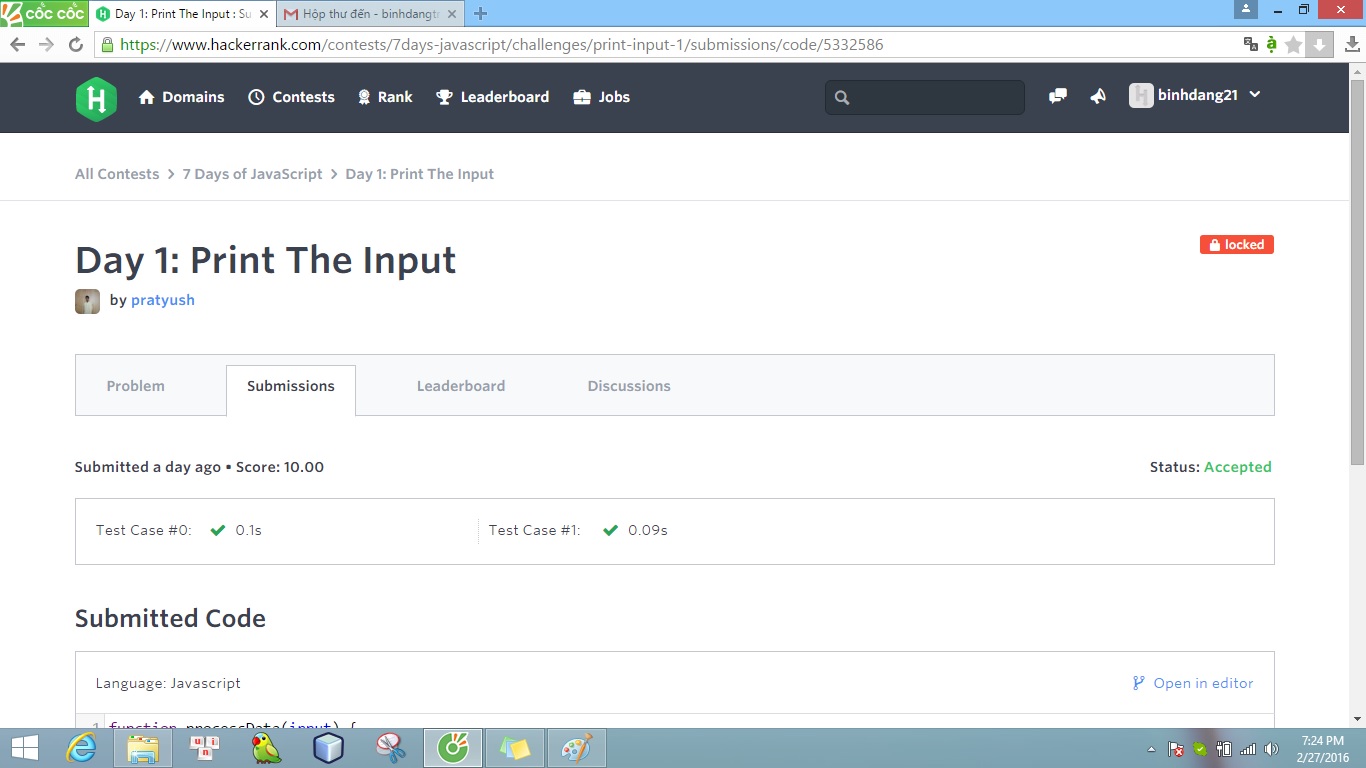 cốc cốc
Day 1: Print The Input : Su
Hộp thư đến - binhdangtr
https://www.hackerrank.com/contests/7days-javascript/challenges/print-input-1/submissions/code/5332586
H Domains Contests Rank Leaderboard Jobs binhdang21
All Contests > 7 Days of JavaScript > Day 1: Print The Input
Day 1: Print The Input
locked
by pratyush
Problem Submissions Leaderboard Discussions
Submitted a day ago • Score: 10.00 Status: Accepted
Test Case #0: 0.1s Test Case #1: 0.09s
Submitted Code
Language: Javascript Open in editor
1 function processData(input) {
7:24 PM
2/27/2016